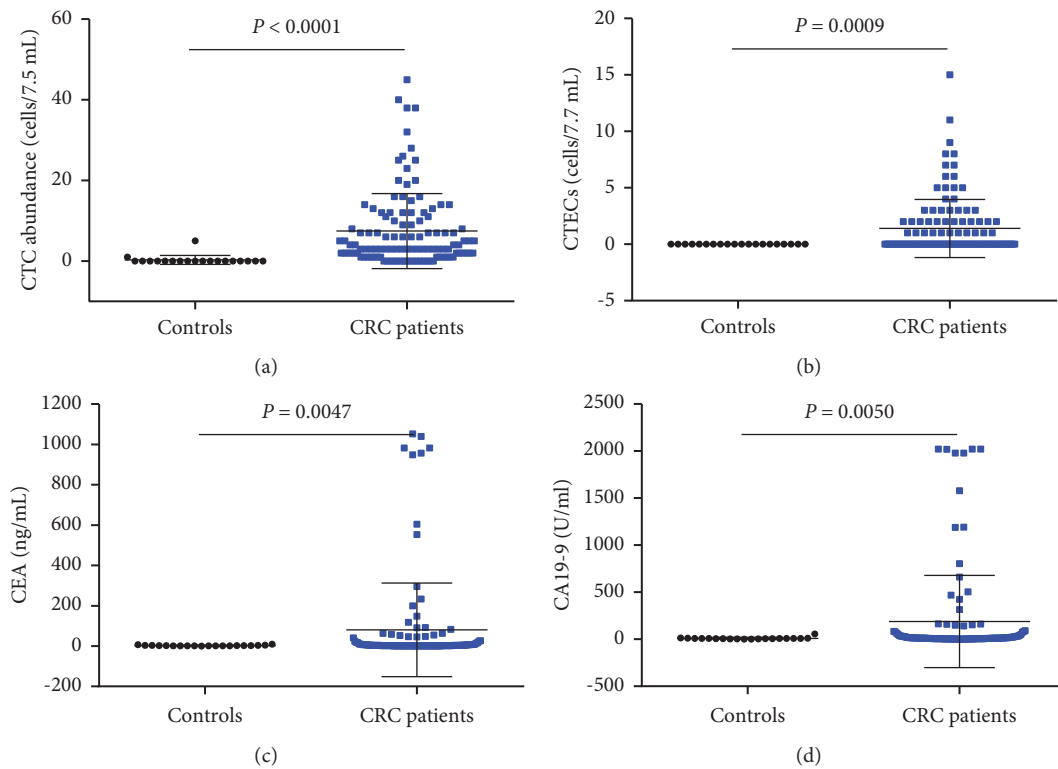 60
40
20
0
CTC abundance (cells/7.5 mL)
P < 0.0001
Controls
CRC patients
(a)
20
15
10
5
0
-5
CTECs (cells/7.7 mL)
P = 0.0009
Controls
CRC patients
(b)
1200
1000
800
600
400
200
0
-200
CEA (ng/mL)
P = 0.0047
Controls
CRC patients
(c)
2500
2000
1500
1000
500
0
-500
CA19-9 (U/ml)
P = 0.0050
Controls
CRC patients
(d)